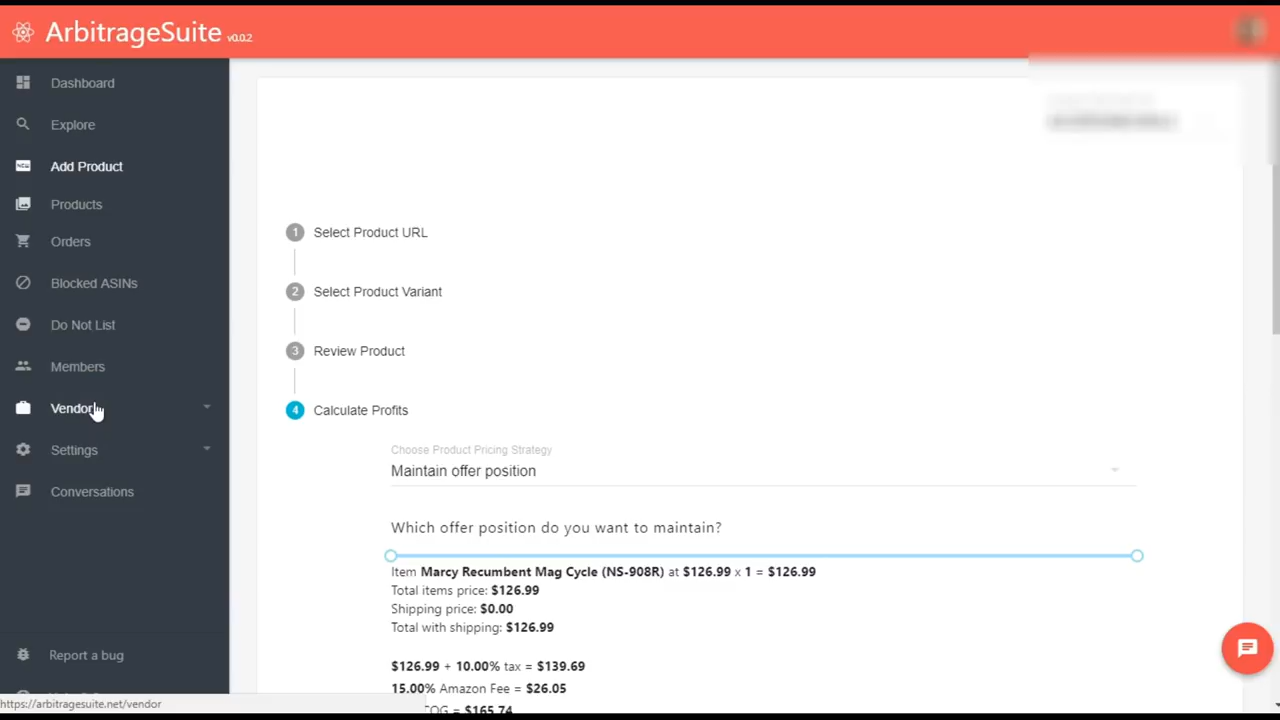 ArbitrageSuite v0.0.2
Dashboard
Explore
Add Product
Products
Orders
Blocked ASINs
Do Not List
Members
Vendor
Settings
Conversations
Report a bug
https://arbitragesuite.net/vendor
1 Select Product URL
2 Select Product Variant
3 Review Product
4 Calculate Profits
Choose Product Pricing Strategy
Maintain offer position
Which offer position do you want to maintain?
Item Marcy Recumbent Mag Cycle (NS-908R) at $126.99 x 1 = $126.99
Total items price: $126.99
Shipping price: $0.00
Total with shipping: $126.99
$126.99 + 10.00% tax = $139.69
15.00% Amazon Fee = $26.05
COG = $165.74